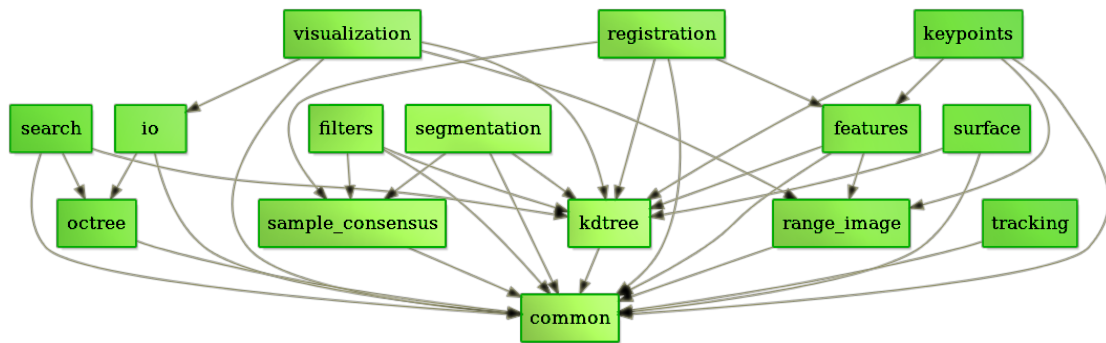 visualization
registration
keypoints
search
io
filters
segmentation
features
surface
octree
sample_consensus
kdtree
range_image
tracking
common